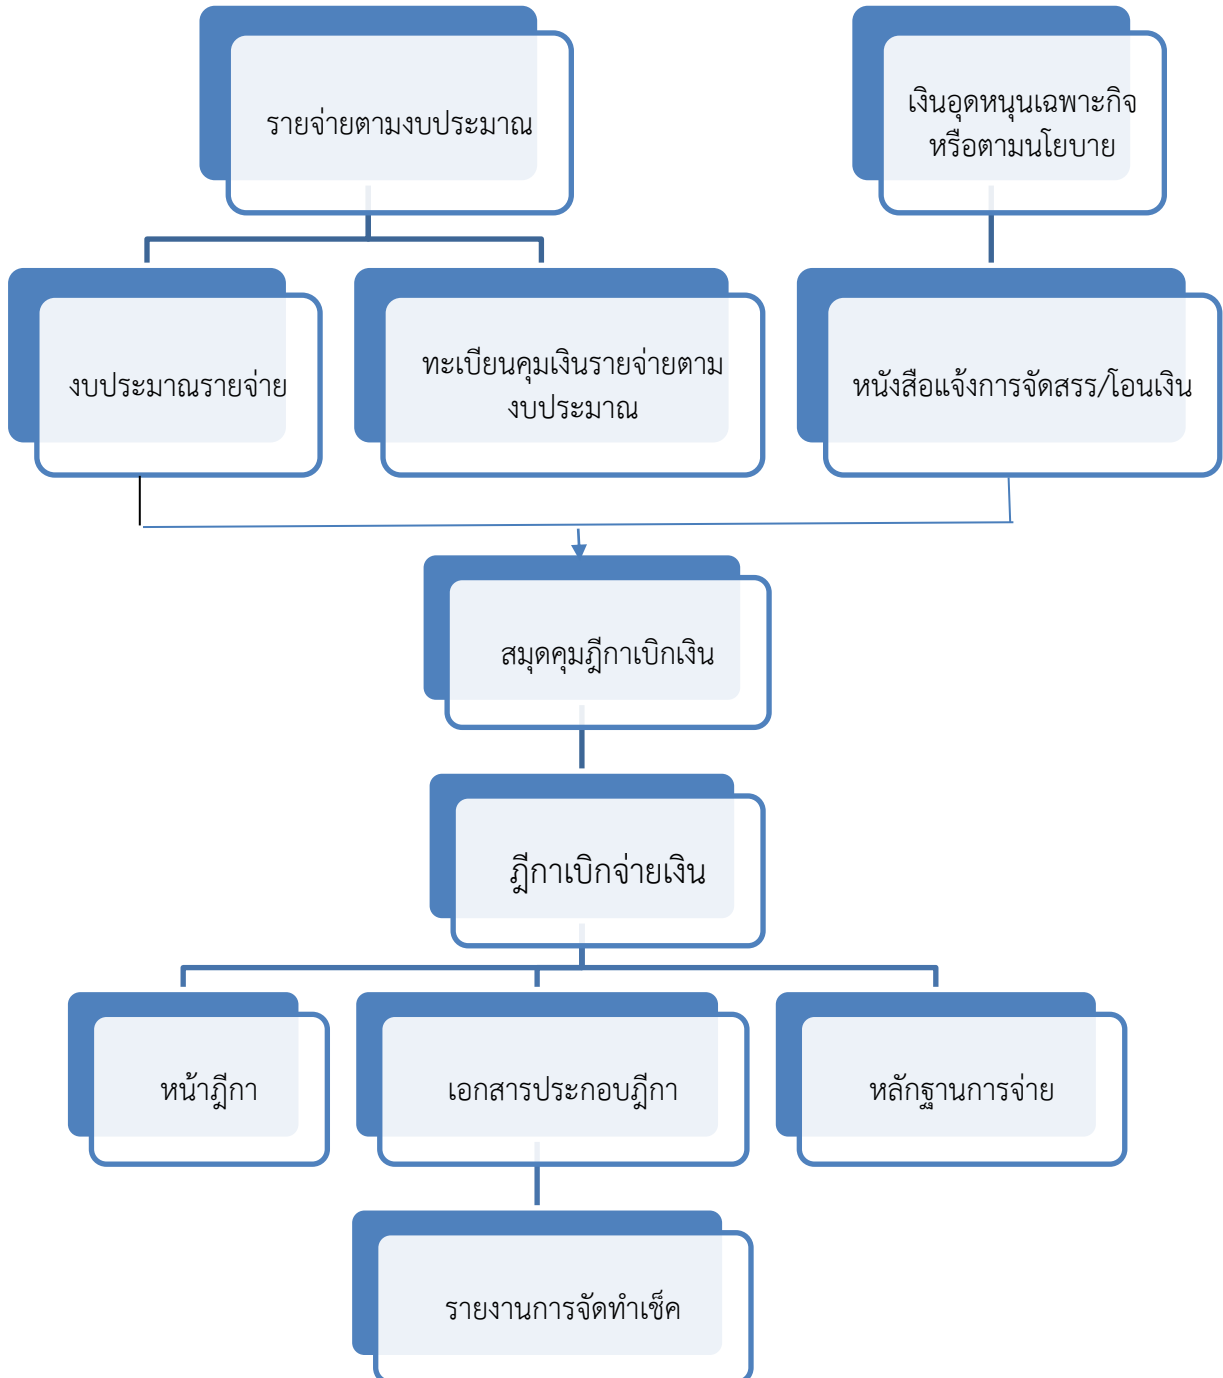 รายจ่ายตามงบประมาณ
เงินอุดหนุนเฉพาะกิจ
หรือตามนโยบาย
งบประมาณรายจ่าย
ทะเบียนคุมเงินรายจ่ายตาม
งบประมาณ
หนังสือแจ้งการจัดสรร/โอนเงิน
สมุดคุมฎีกาเบิกเงิน
ฎีกาเบิกจ่ายเงิน
หน้าฎีกา
เอกสารประกอบฎีกา
หลักฐานการจ่าย
รายงานการจัดทำเช็ค